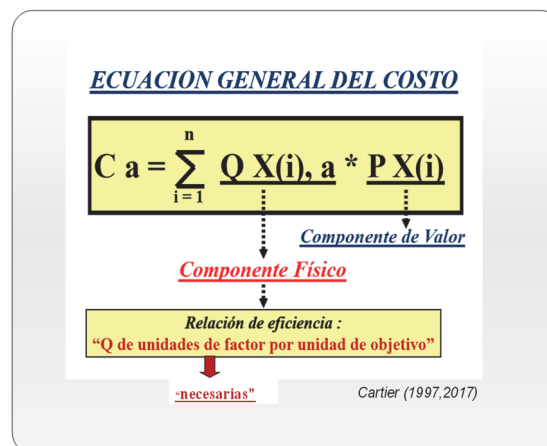 ECUACION GENERAL DEL COSTO
n
C a = ∑ Q X(i), a * P X(i)
i = 1
Componente de Valor
Componente Físico
Relación de eficiencia :
“Q de unidades de factor por unidad de objetivo”
“necesarias”
Cartier (1997,2017)